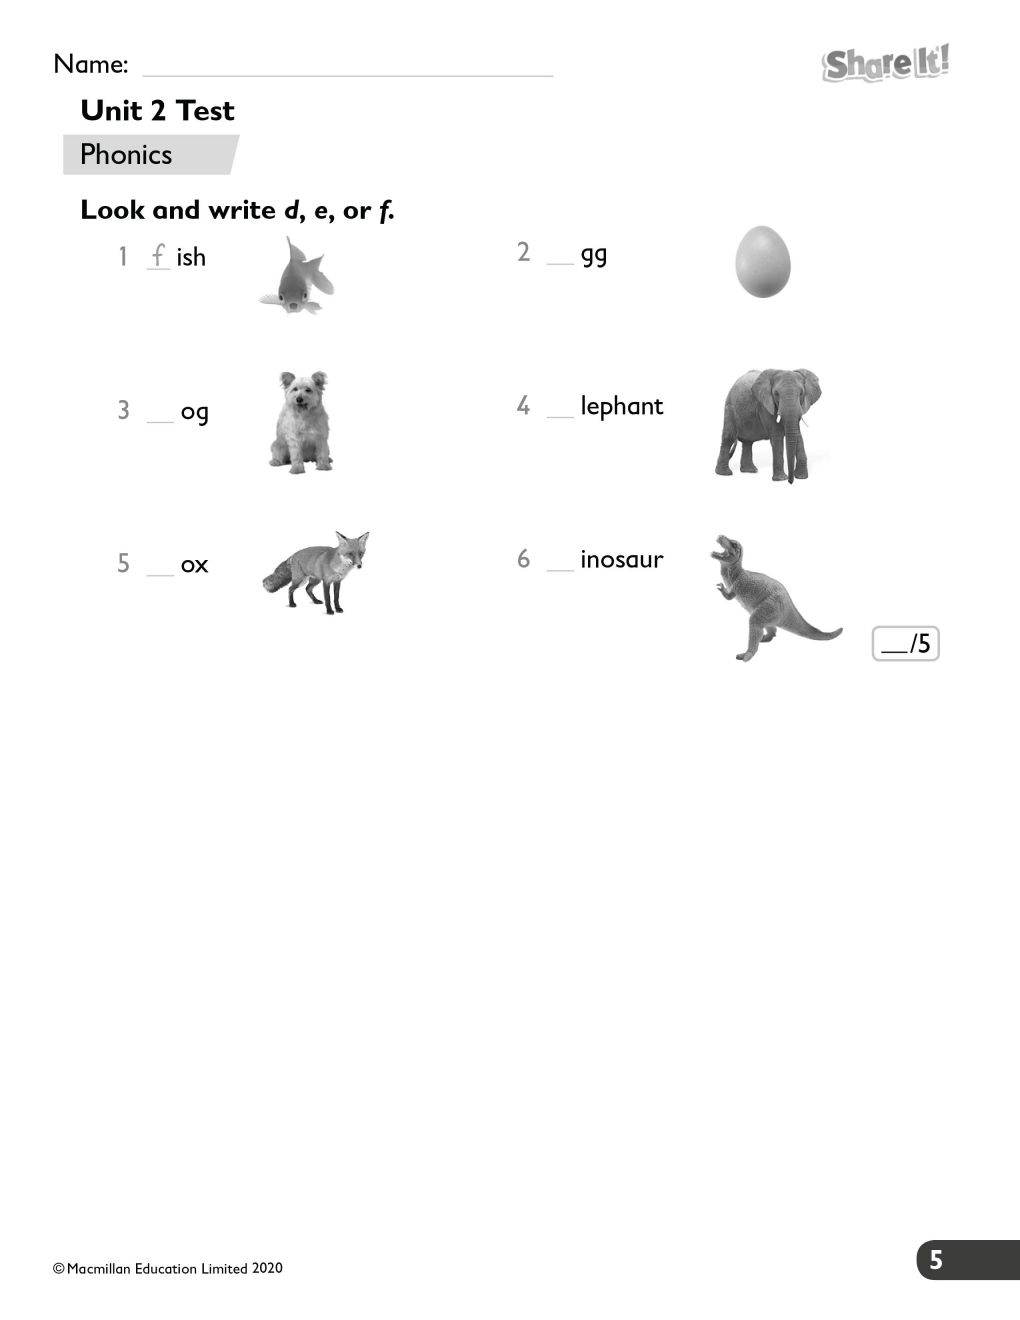 Name: ____
Share It!
Unit 2 Test
Phonics
Look and write d, e, or f.
1 f ish
2 __ gg
3 __ og
4 __ lephant
5 __ ox
6 __ inosaur
__/5
© Macmillan Education Limited 2020
5